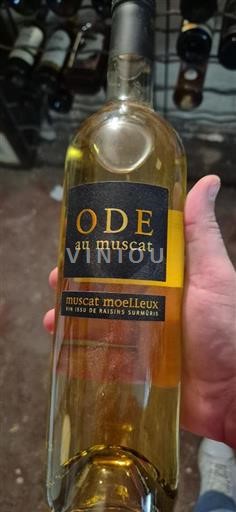 ODE
au muscat
VINIOU
muscat moelleux
VIN ISSU DE RAISINS SURMÛRIS